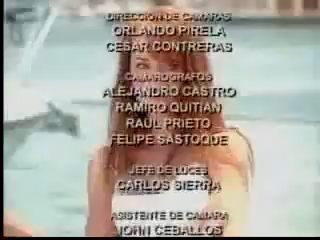 DIRECCION DE CAMARAS
ORLANDO PIRELA
CESAR CONTRERAS
CAMAROGRAFOS
ALEJANDRO CASTRO
RAMIRO QUITIAN
RAUL PRIETO
FELIPE SASTOQUE
JEFE DE LUCES
CARLOS SIERRA
ASISTENTE DE CAMARA
JOHN CEBALLOS